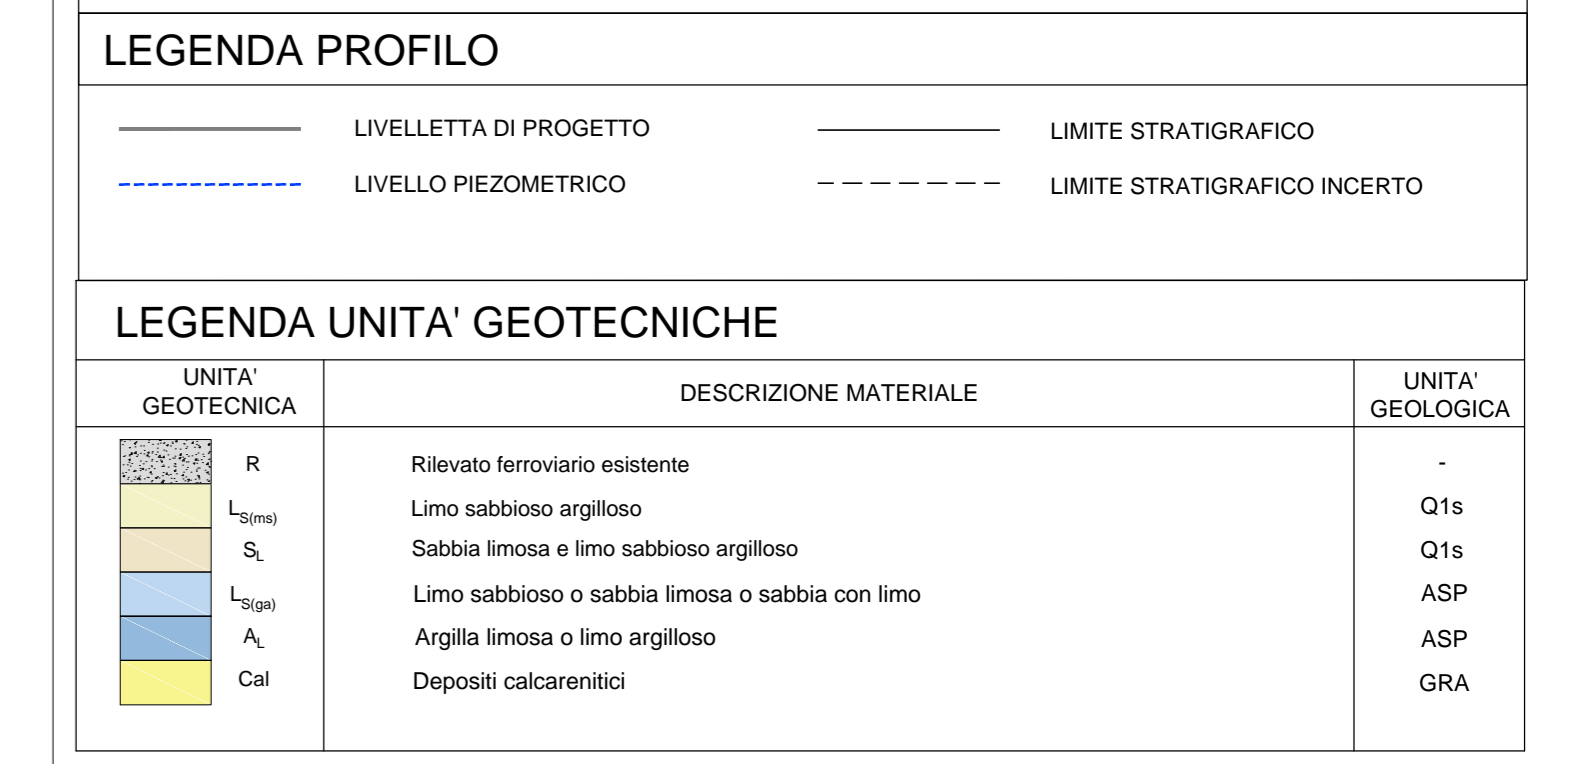 LEGENDA PROFILO
LIVELLETTA DI PROGETTO
LIMITE STRATIGRAFICO
LIVELLO PIEZOMETRICO
LIMITE STRATIGRAFICO INCERTO
LEGENDA UNITA' GEOTECNICHE
UNITA'
GEOTECNICA
DESCRIZIONE MATERIALE
UNITA'
GEOLOGICA
R Rilevato ferroviario esistente -
LS(ms) Limo sabbioso argilloso Q1s
SL Sabbia limosa e limo sabbioso argilloso Q1s
LS(ga) Limo sabbioso o sabbia limosa o sabbia con limo ASP
AL Argilla limosa o limo argilloso ASP
Cal Depositi calcarenitici GRA